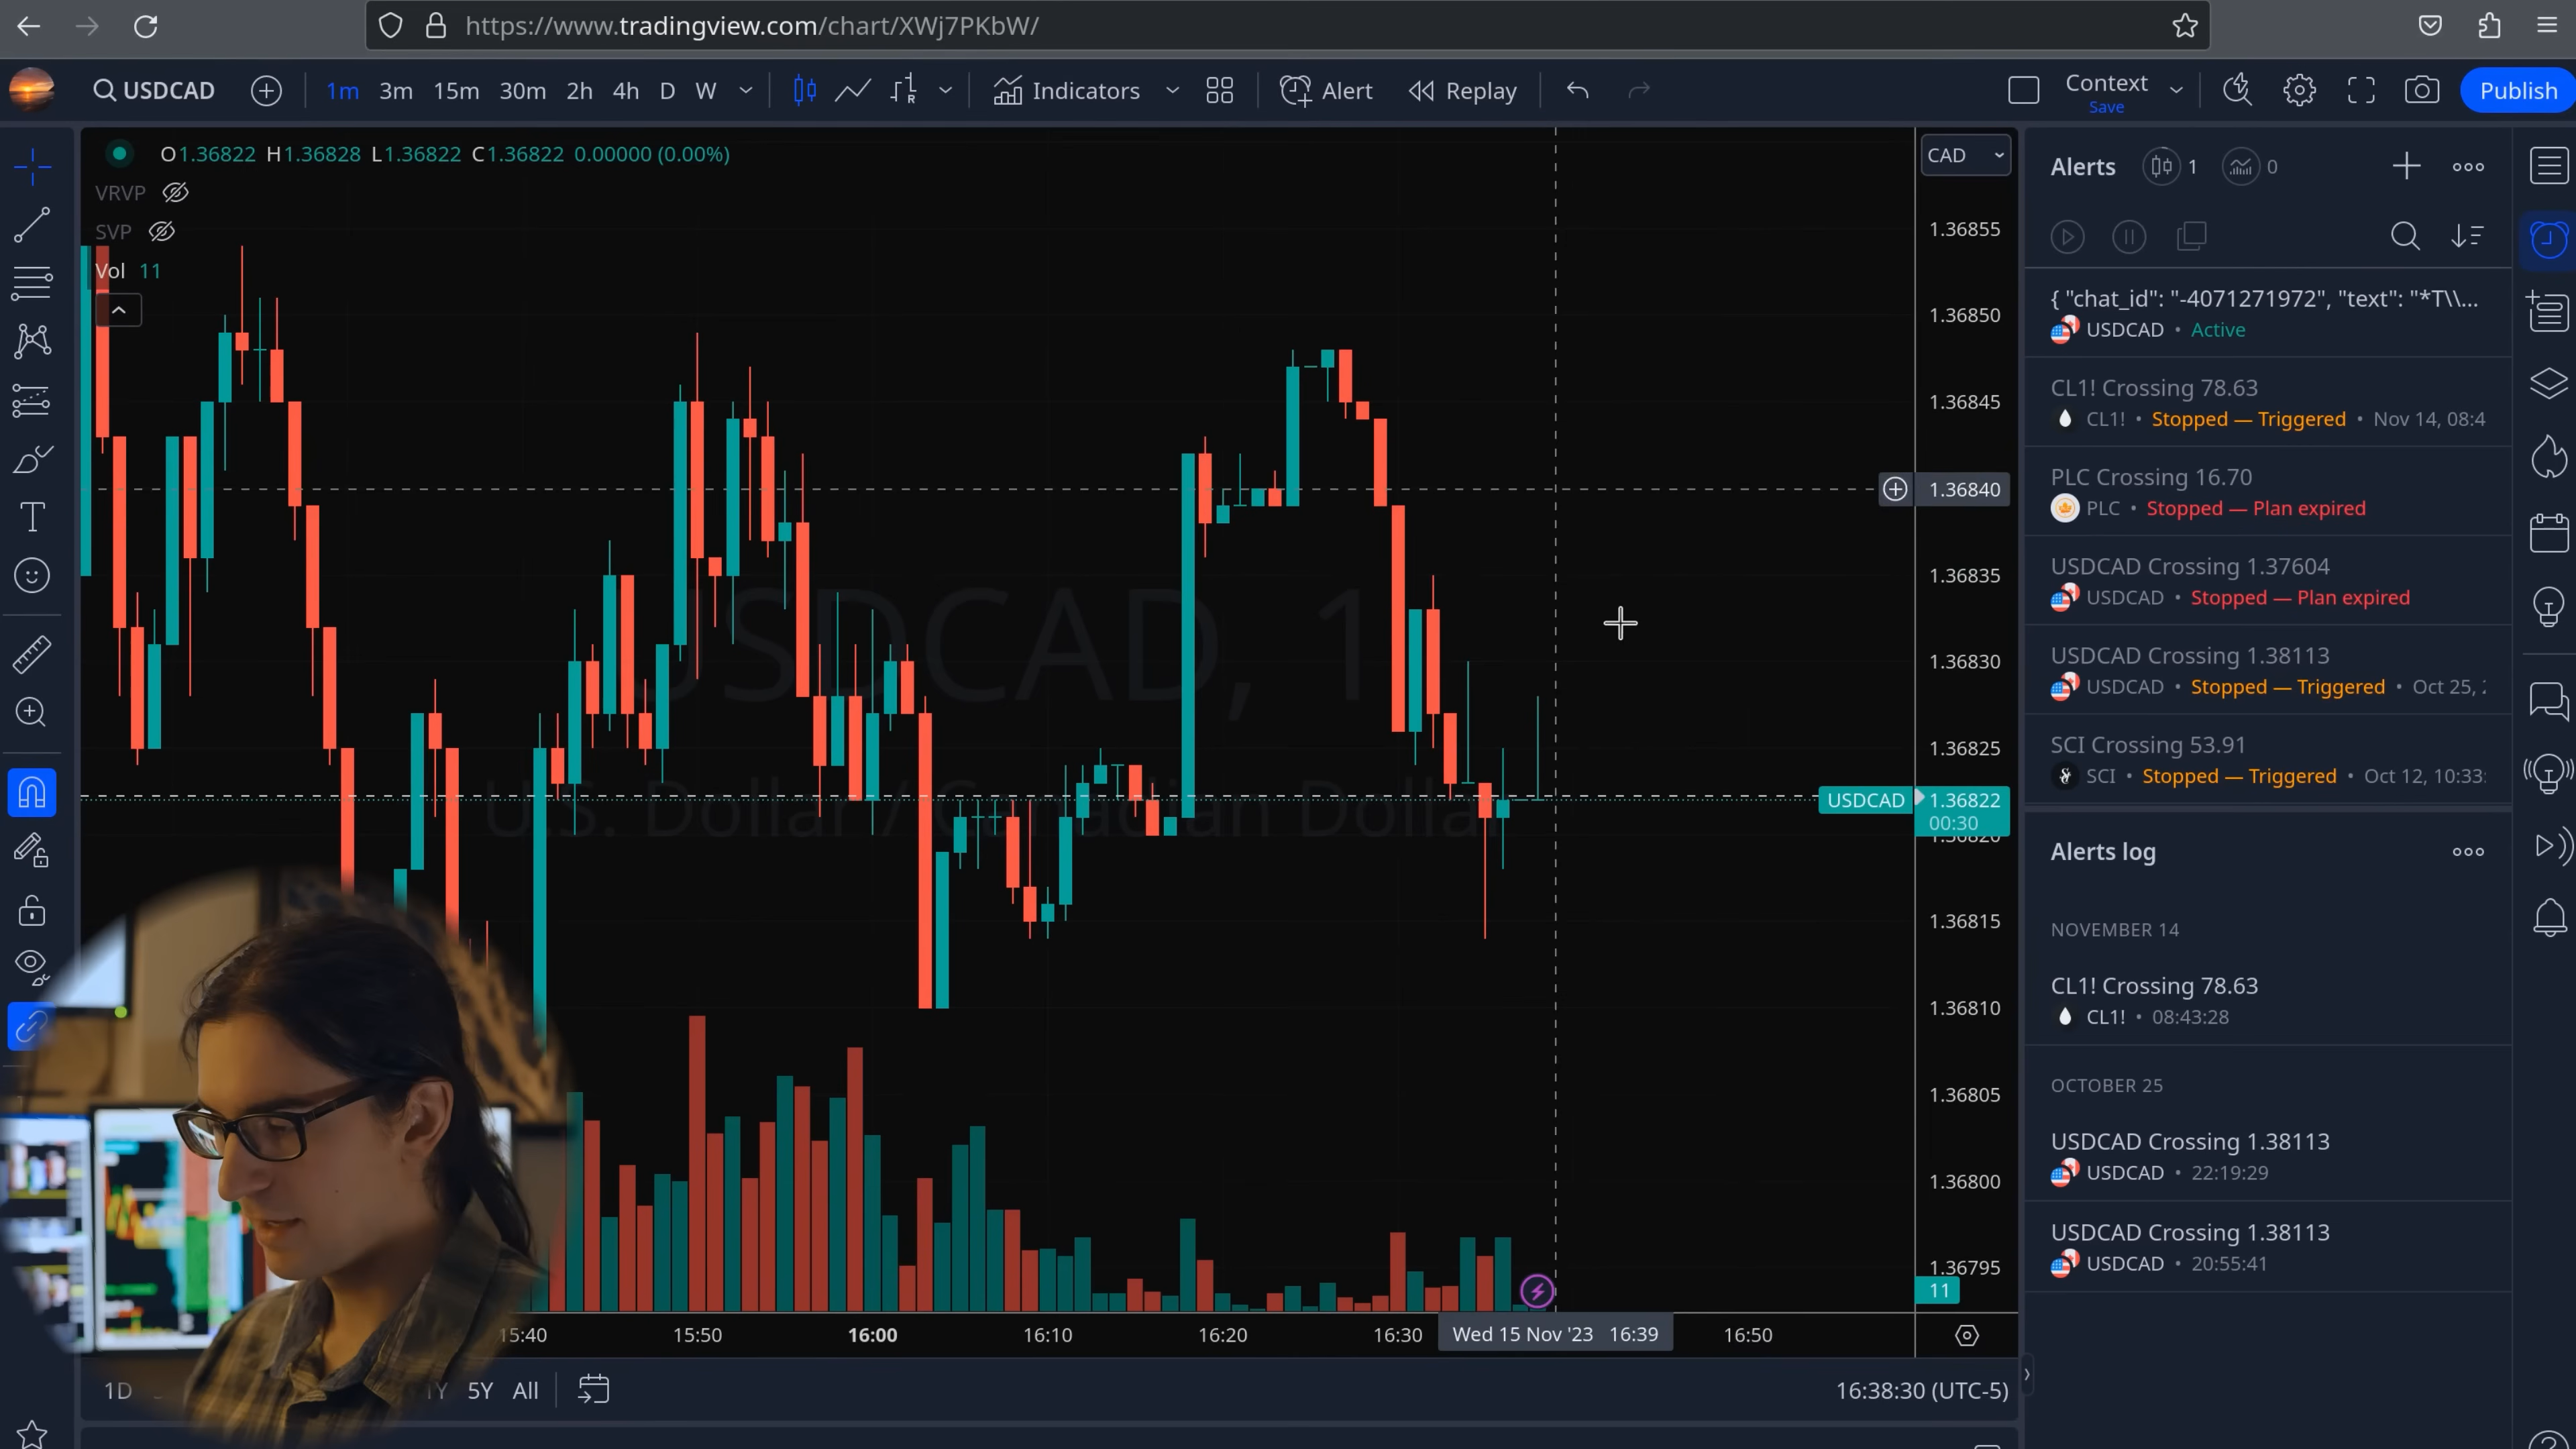 https://www.tradingview.com/chart/XWj7PKbW/
USDCAD 1m 3m 15m 30m 2h 4h D W Indicators Alert Replay Context Publish
Save
O1.36822 H1.36828 L1.36822 C1.36822 0.00000 (0.00%)
VRVP
SVP
Vol 11
USDCAD, 1
U.S. Dollar / Canadian Dollar
CAD
1.36855
1.36850
1.36845
1.36840
1.36835
1.36830
1.36825
USDCAD 1.36822
00:30
1.36820
1.36815
1.36810
1.36805
1.36800
1.36795
11
15:40 15:50 16:00 16:10 16:20 16:30 Wed 15 Nov '23 16:39 16:50
1D 5Y All
16:38:30 (UTC-5)
Alerts 1 0
{ "chat_id": "-4071271972", "text": "*T\\...
USDCAD • Active
CL1! Crossing 78.63
CL1! • Stopped — Triggered • Nov 14, 08:4
PLC Crossing 16.70
PLC • Stopped — Plan expired
USDCAD Crossing 1.37604
USDCAD • Stopped — Plan expired
USDCAD Crossing 1.38113
USDCAD • Stopped — Triggered • Oct 25,
SCI Crossing 53.91
SCI • Stopped — Triggered • Oct 12, 10:33:
Alerts log
NOVEMBER 14
CL1! Crossing 78.63
CL1! • 08:43:28
OCTOBER 25
USDCAD Crossing 1.38113
USDCAD • 22:19:29
USDCAD Crossing 1.38113
USDCAD • 20:55:41